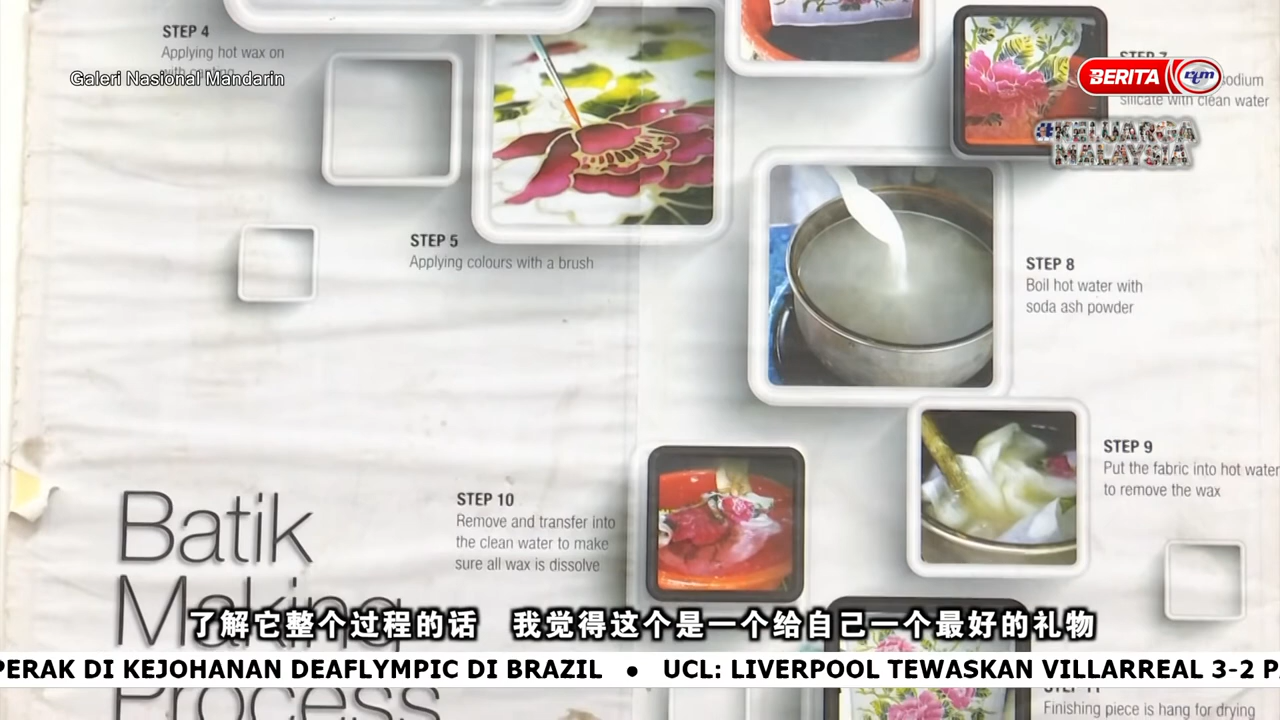 STEP 4
Applying hot wax on
Galeri Nasional Mandarin
BERITA rtm
#KELUARGA
MALAYSIA
sodium
silicate with clean water
STEP 5
Applying colours with a brush
STEP 8
Boil hot water with
soda ash powder
STEP 9
Put the fabric into hot water
to remove the wax
STEP 10
Remove and transfer into
the clean water to make
sure all wax is dissolve
Batik
Making
Process
了解它整个过程的话 我觉得这个是一个给自己一个最好的礼物
PERAK DI KEJOHANAN DEAFLYMPIC DI BRAZIL • UCL: LIVERPOOL TEWASKAN VILLARREAL 3-2
Finishing piece is hang for drying